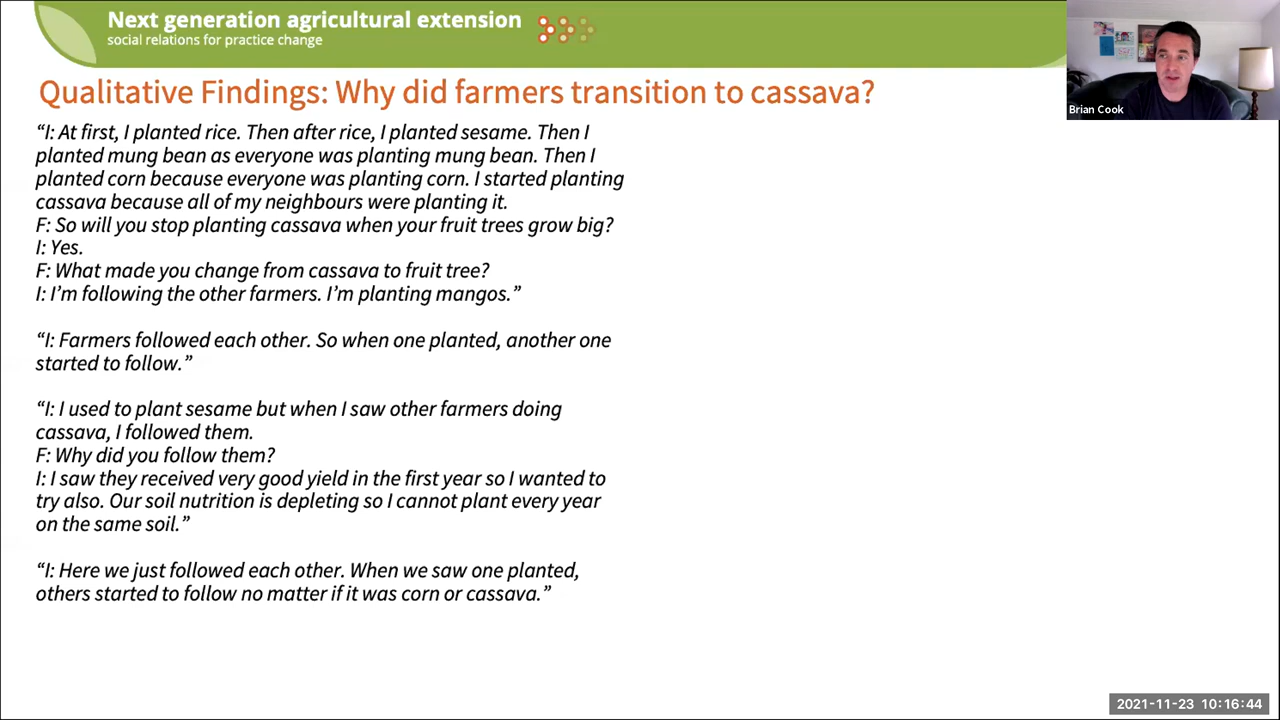 Next generation agricultural extension
social relations for practice change
Brian Cook
Qualitative Findings: Why did farmers transition to cassava?
“I: At first, I planted rice. Then after rice, I planted sesame. Then I
planted mung bean as everyone was planting mung bean. Then I
planted corn because everyone was planting corn. I started planting
cassava because all of my neighbours were planting it.
F: So will you stop planting cassava when your fruit trees grow big?
I: Yes.
F: What made you change from cassava to fruit tree?
I: I’m following the other farmers. I’m planting mangos.”
“I: Farmers followed each other. So when one planted, another one
started to follow.”
“I: I used to plant sesame but when I saw other farmers doing
cassava, I followed them.
F: Why did you follow them?
I: I saw they received very good yield in the first year so I wanted to
try also. Our soil nutrition is depleting so I cannot plant every year
on the same soil.”
“I: Here we just followed each other. When we saw one planted,
others started to follow no matter if it was corn or cassava.”
2021-11-23 10:16:44